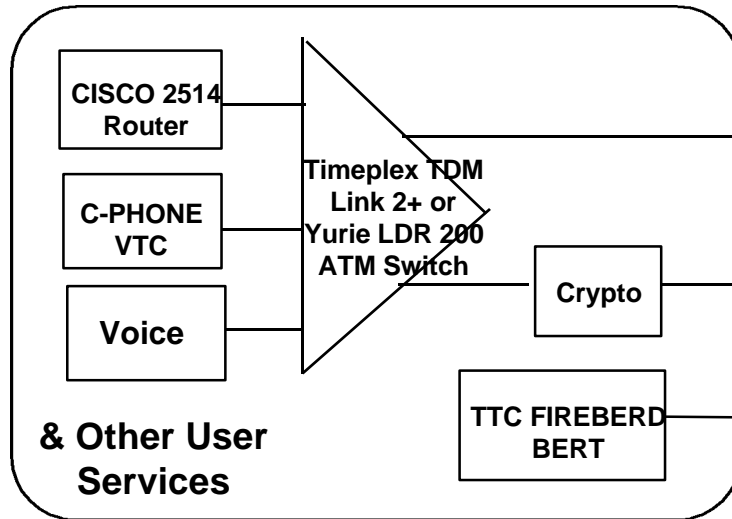 CISCO 2514
Router
C-PHONE
VTC
Voice
Timeplex TDM
Link 2+ or
Yurie LDR 200
ATM Switch
Crypto
TTC FIREBERD
BERT
& Other User
Services